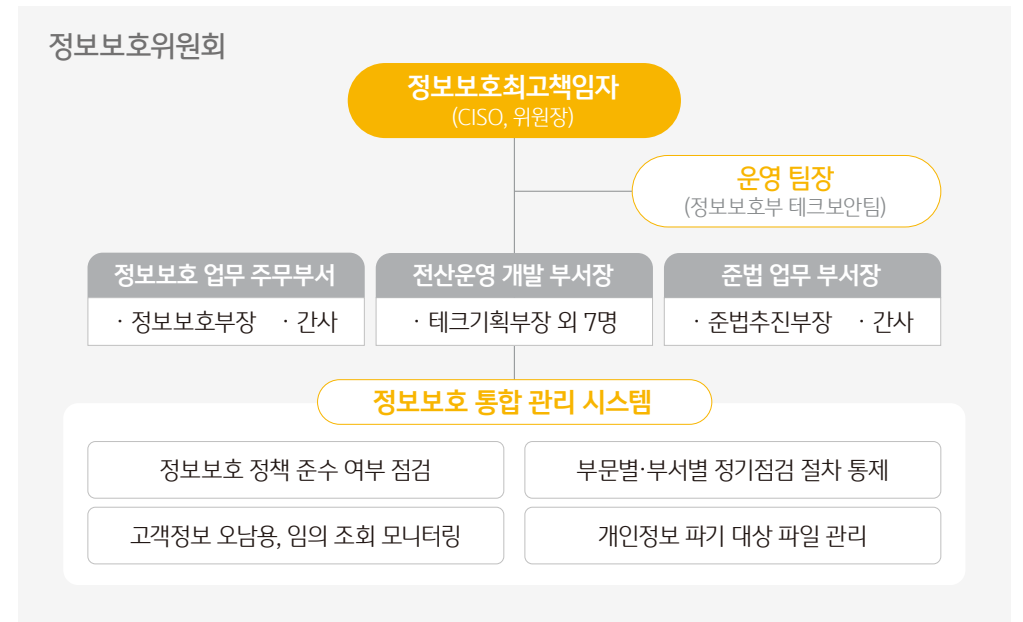 정보보호위원회
정보보호최고책임자
(CISO, 위원장)
운영 팀장
(정보보호부 테크보안팀)
정보보호 업무 주무부서
· 정보보호부장 · 간사
전산운영 개발 부서장
· 테크기획부장 외 7명
준법 업무 부서장
· 준법추진부장 · 간사
정보보호 통합 관리 시스템
정보보호 정책 준수 여부 점검
부문별·부서별 정기점검 절차 통제
고객정보 오남용, 임의 조회 모니터링
개인정보 파기 대상 파일 관리